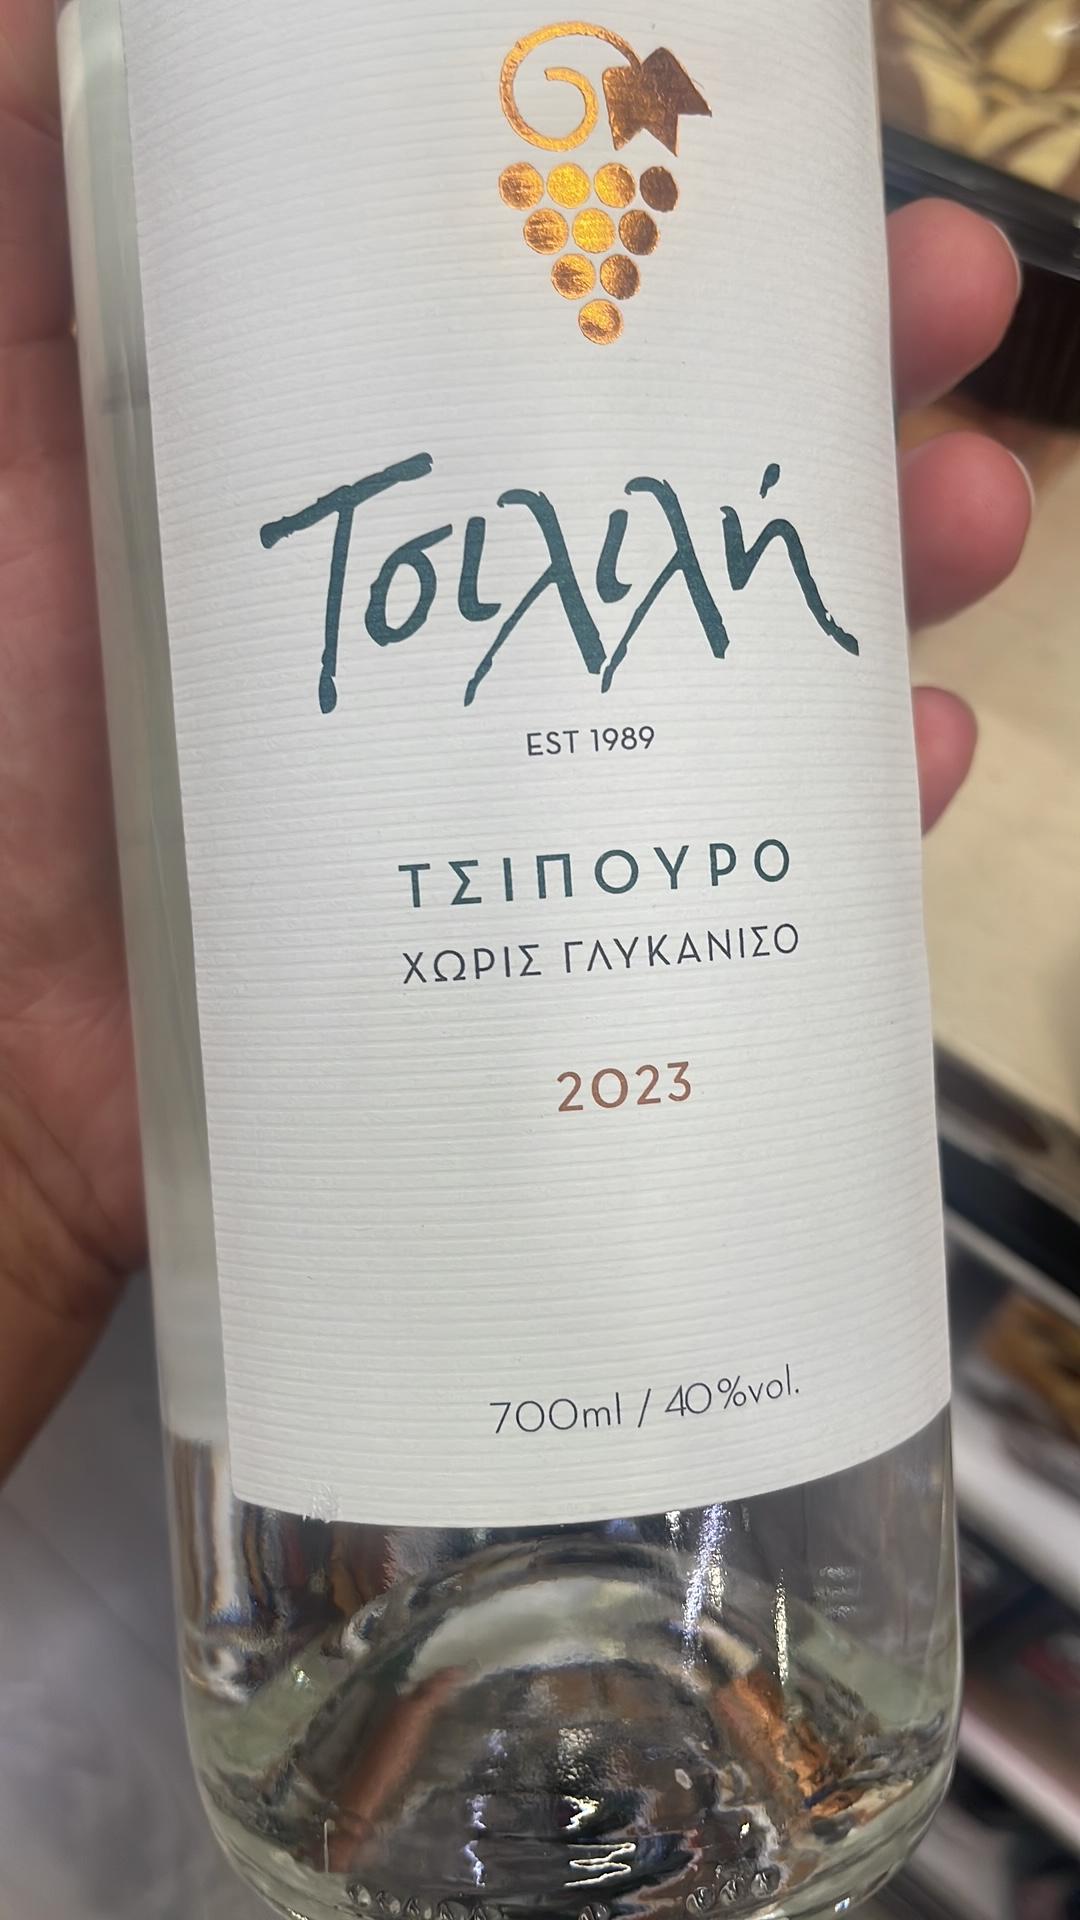 Τσιλιλή
EST 1989
ΤΣΙΠΟΥΡΟ
ΧΩΡΙΣ ΓΛΥΚΑΝΙΣΟ
2023
700ml / 40%vol.